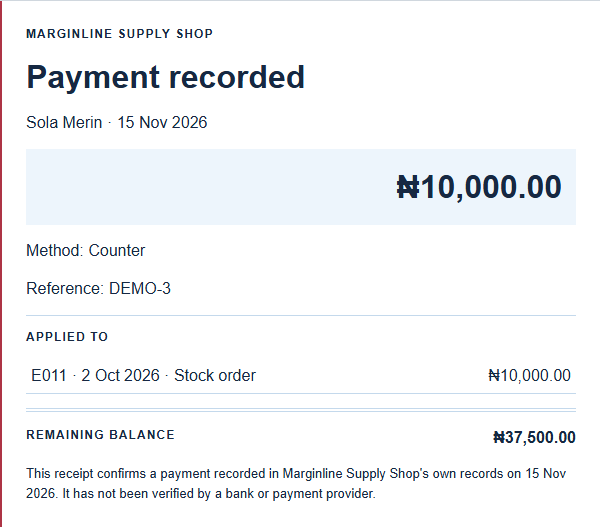 MARGINLINE SUPPLY SHOP
Payment recorded
Sola Merin · 15 Nov 2026
₦10,000.00
Method: Counter
Reference: DEMO-3
APPLIED TO
E011 · 2 Oct 2026 · Stock order ₦10,000.00
REMAINING BALANCE ₦37,500.00
This receipt confirms a payment recorded in Marginline Supply Shop's own records on 15 Nov
2026. It has not been verified by a bank or payment provider.